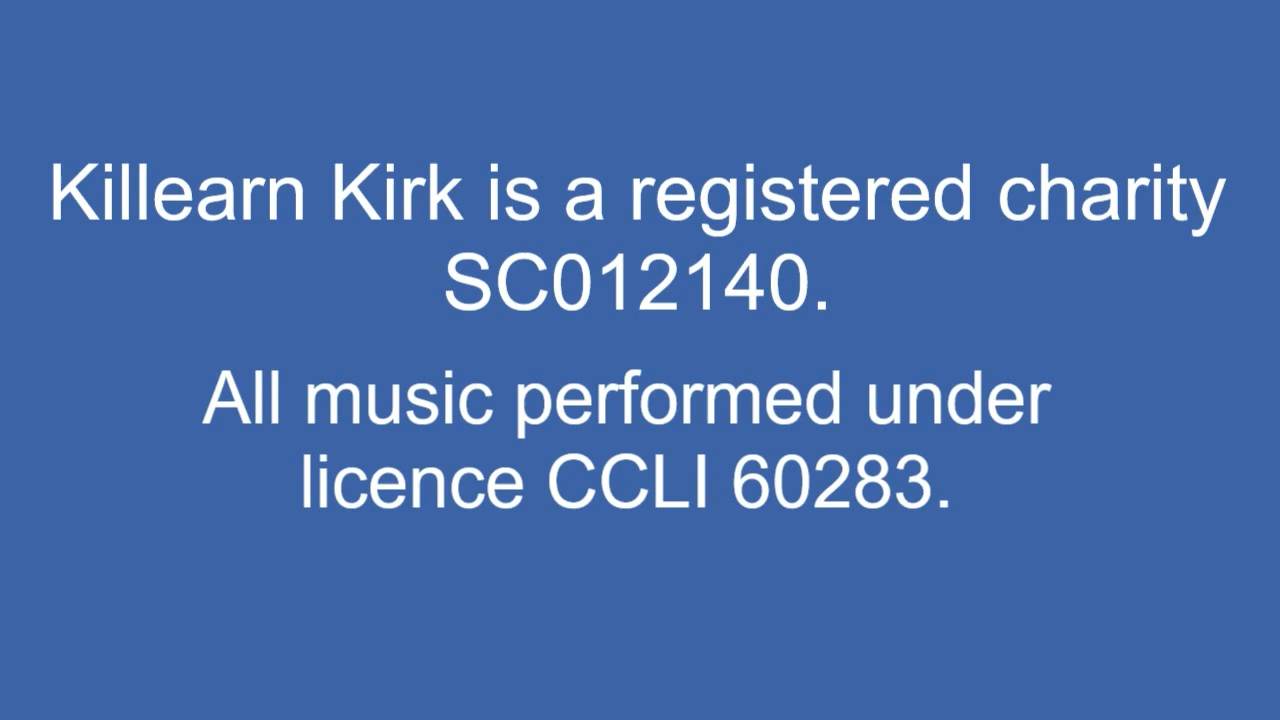 Killearn Kirk is a registered charity
SC012140.
All music performed under
licence CCLI 60283.